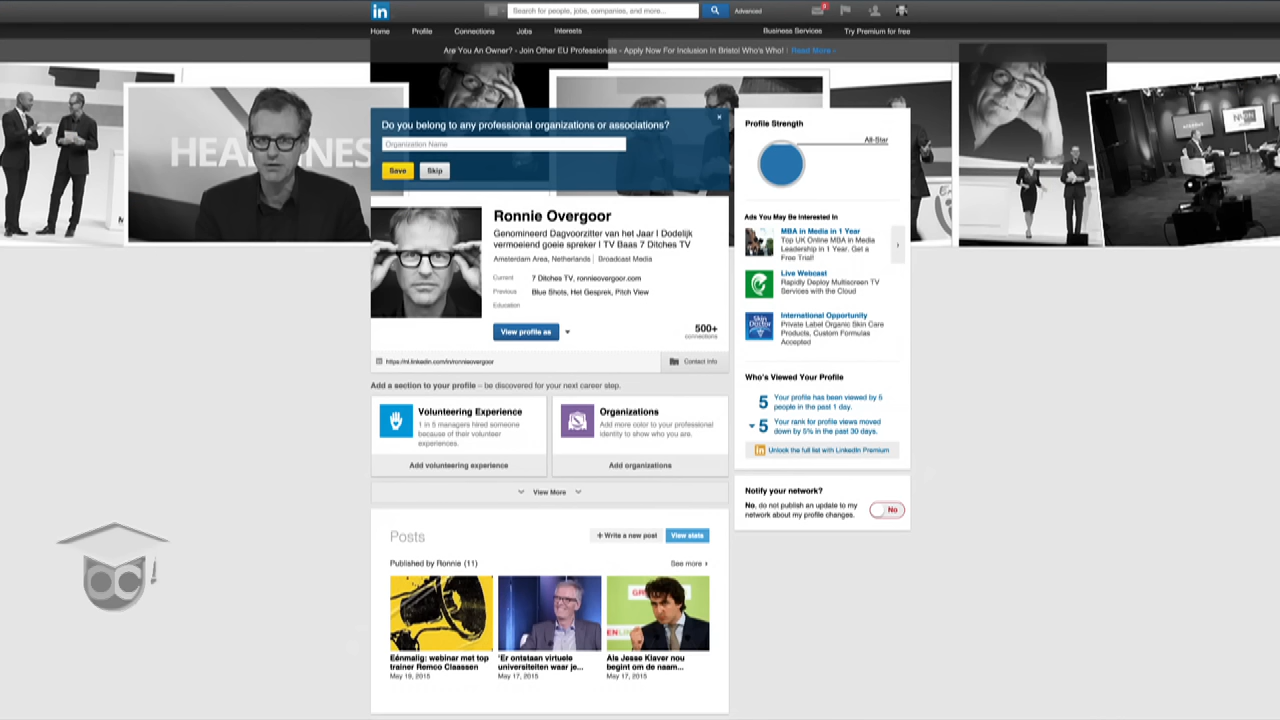 in
Search for people, jobs, companies, and more...
Advanced
Home Profile Connections Jobs Interests
Business Services Try Premium for free
Are You An Owner? - Join Other EU Professionals - Apply Now For Inclusion In Bristol Who's Who! | Read More »
HEADLINES
Do you belong to any professional organizations or associations?
Organization Name
Save Skip
Ronnie Overgoor
Genomineerd Dagvoorzitter van het Jaar I Dodelijk
vermoeiend goeie spreker I TV Baas 7 Ditches TV
Amsterdam Area, Netherlands | Broadcast Media
Current 7 Ditches TV, ronnieovergoor.com
Previous Blue Shots, Het Gesprek, Pitch View
Education
View profile as
500+
connections
https://nl.linkedin.com/in/ronnieovergoor
Contact Info
Add a section to your profile – be discovered for your next career step.
Volunteering Experience
1 in 5 managers hired someone
because of their volunteer
experiences.
Add volunteering experience
Organizations
Add more color to your professional
identity to show who you are.
Add organizations
View More
Posts
+ Write a new post View stats
Published by Ronnie (11)
See more ›
Eénmalig: webinar met top
trainer Remco Claassen
May 19, 2015
'Er ontstaan virtuele
universiteiten waar je...
May 17, 2015
Als Jesse Klaver nou
begint om de naam...
May 17, 2015
Profile Strength
All-Star
Ads You May Be Interested In
MBA in Media in 1 Year
Top UK Online MBA in Media
Leadership in 1 Year. Get a
Free Trial!
Live Webcast
Rapidly Deploy Multiscreen TV
Services with the Cloud
Skin
Doctor
International Opportunity
Private Label Organic Skin Care
Products, Custom Formulas
Accepted
Who's Viewed Your Profile
5 Your profile has been viewed by 5
people in the past 1 day.
5 Your rank for profile views moved
down by 5% in the past 30 days.
in Unlock the full list with LinkedIn Premium
Notify your network?
No, do not publish an update to my
network about my profile changes.
No